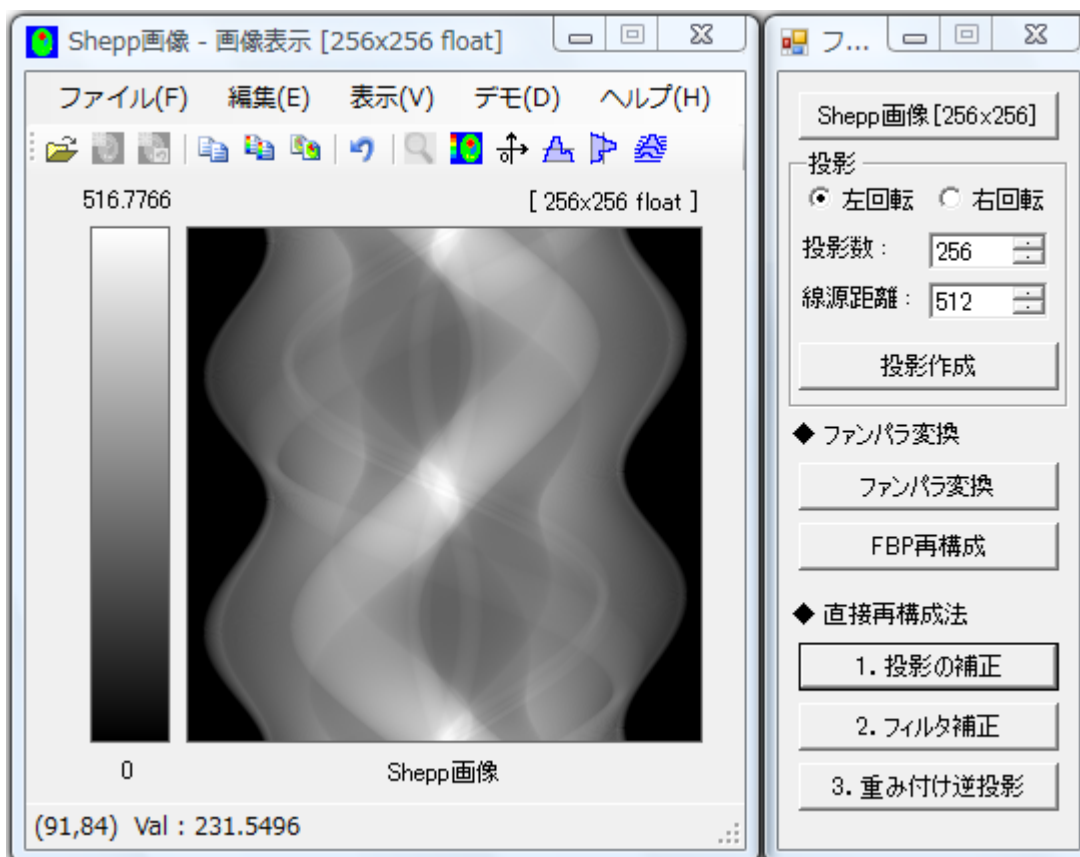 Shepp画像 - 画像表示 [256x256 float]
ファイル(F) 編集(E) 表示(V) デモ(D) ヘルプ(H)
516.7766
[ 256x256 float ]
0
Shepp画像
(91,84) Val : 231.5496
フ...
Shepp画像[256x256]
投影
左回転 右回転
投影数 : 256
線源距離 : 512
投影作成
◆ ファンパラ変換
ファンパラ変換
FBP再構成
◆ 直接再構成法
1. 投影の補正
2. フィルタ補正
3. 重み付け逆投影